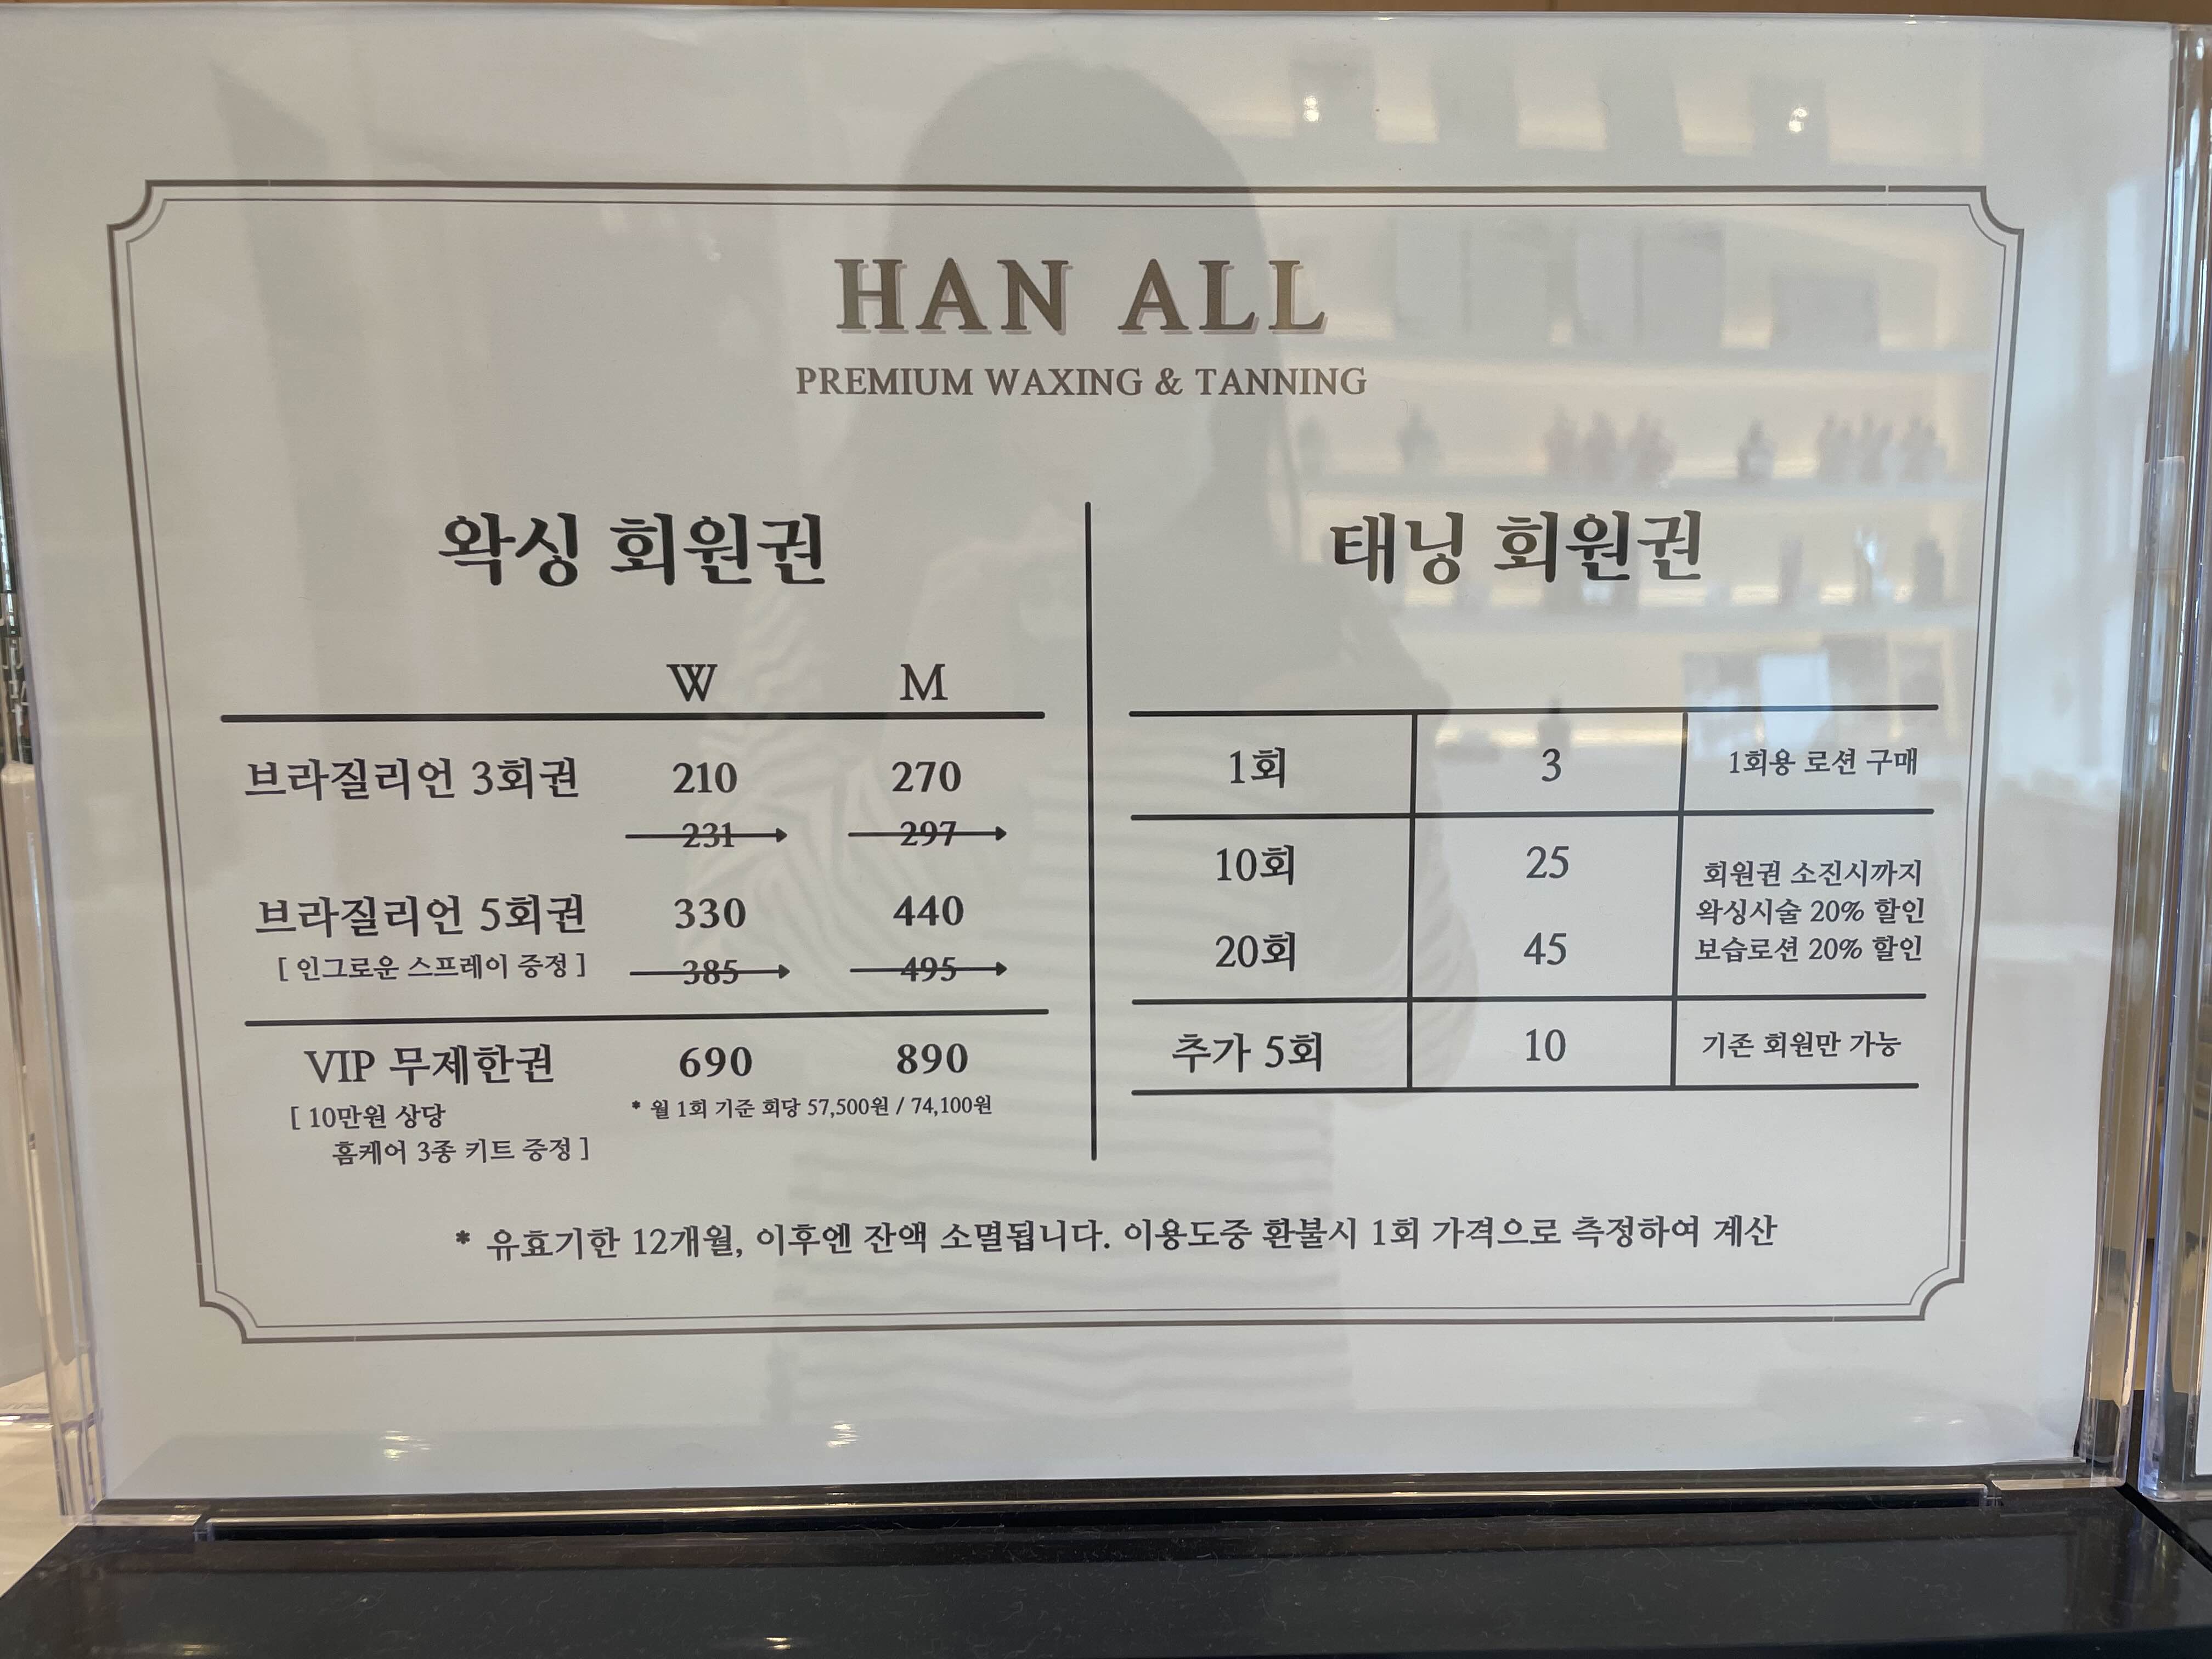 HAN ALL
PREMIUM WAXING & TANNING
왁싱 회원권
W M
브라질리언 3회권 210 270
231 297
브라질리언 5회권 330 440
[ 인그로운 스프레이 증정 ] 385 495
VIP 무제한권 690 890
[ 10만원 상당
홈케어 3종 키트 증정 ]
* 월 1회 기준 회당 57,500원 / 74,100원
태닝 회원권
1회 3 1회용 로션 구매
10회 25
20회 45
회원권 소진시까지
왁싱시술 20% 할인
보습로션 20% 할인
추가 5회 10 기존 회원만 가능
* 유효기한 12개월, 이후엔 잔액 소멸됩니다. 이용도중 환불시 1회 가격으로 측정하여 계산